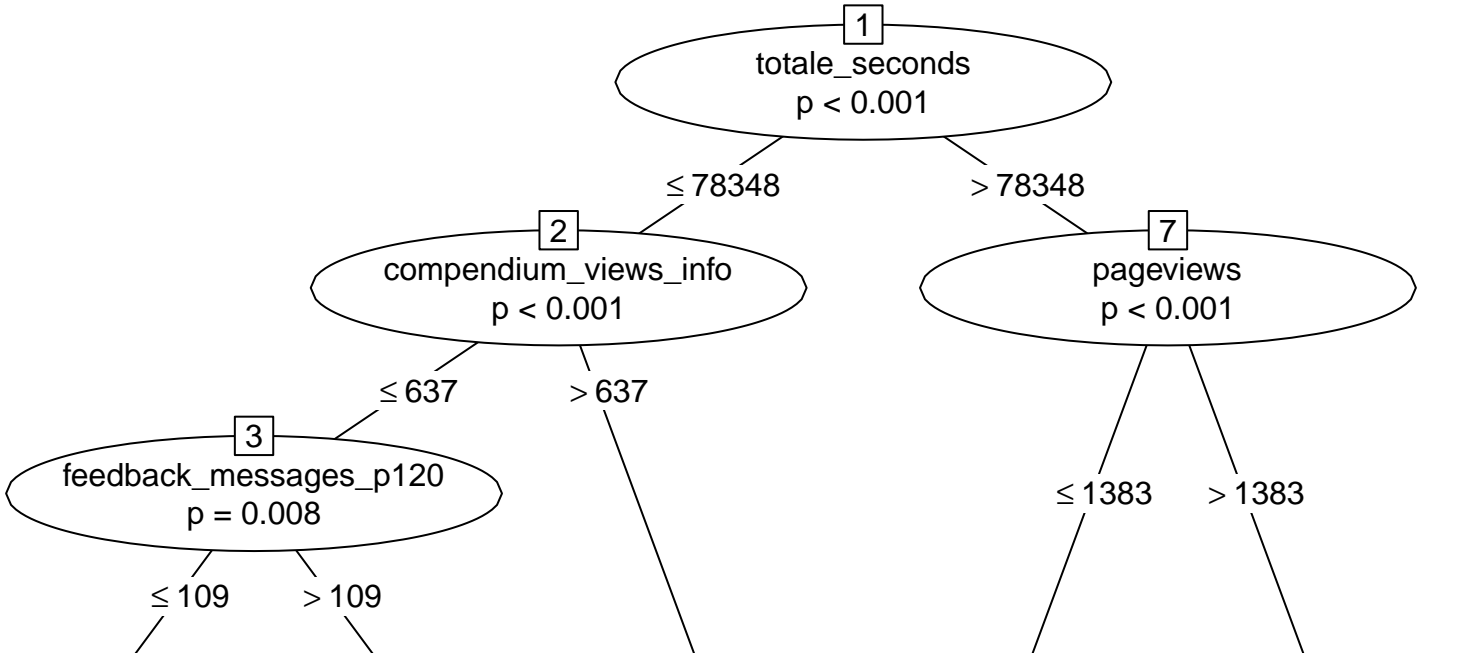 1
totale_seconds
p < 0.001
≤ 78348
> 78348
2
compendium_views_info
p < 0.001
7
pageviews
p < 0.001
≤ 637
> 637
3
feedback_messages_p120
p = 0.008
≤ 1383
> 1383
≤ 109
> 109